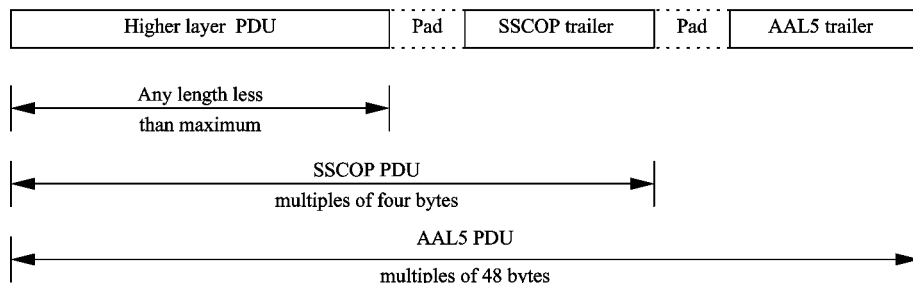 Higher layer PDU Pad SSCOP trailer Pad AAL5 trailer
Any length less
than maximum
SSCOP PDU
multiples of four bytes
AAL5 PDU
multiples of 48 bytes